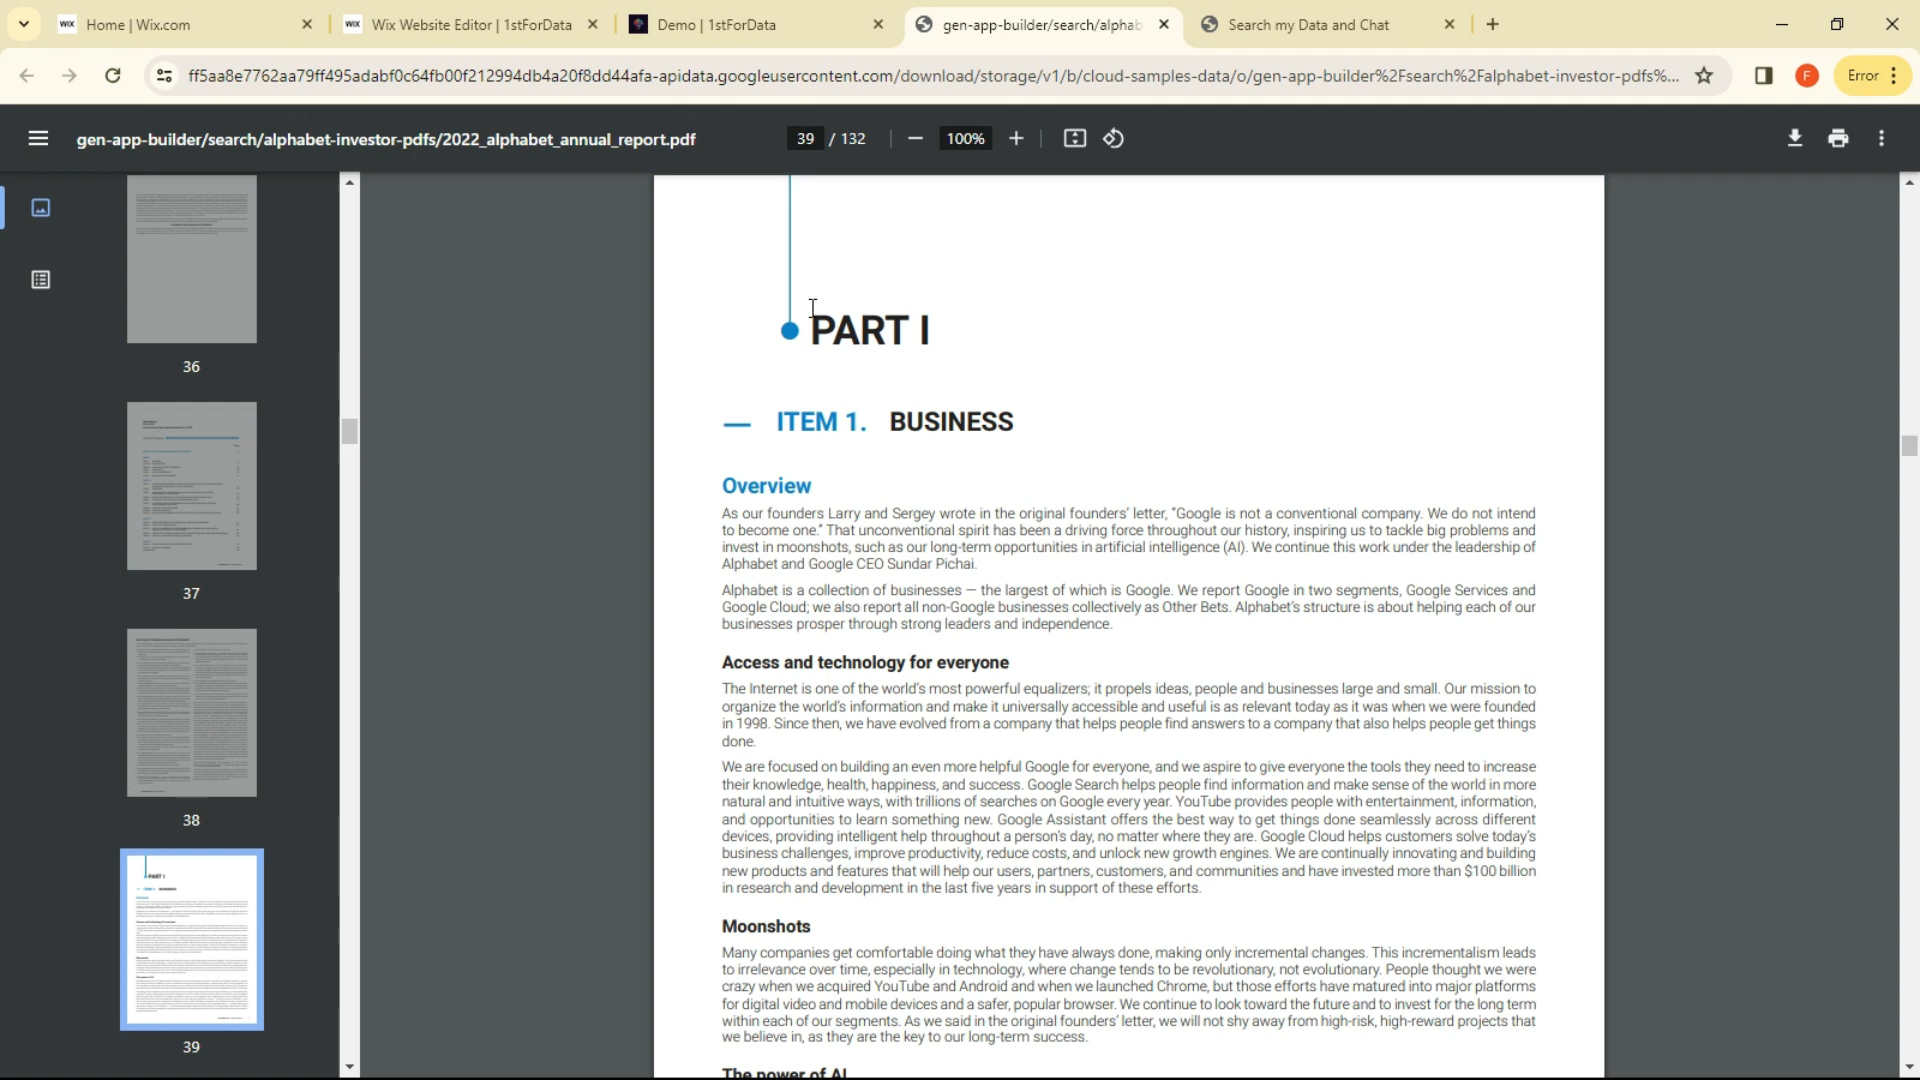 Home | Wix.com
Wix Website Editor | 1stForData
Demo | 1stForData
gen-app-builder/search/alphab
Search my Data and Chat
ff5aa8e7762aa79ff495adabf0c64fb00f212994db4a20f8dd44afa-apidata.googleusercontent.com/download/storage/v1/b/cloud-samples-data/o/gen-app-builder%2Fsearch%2Falphabet-investor-pdfs%...
F
Error
gen-app-builder/search/alphabet-investor-pdfs/2022_alphabet_annual_report.pdf
39 / 132
100%
36
37
38
39
PART I
ITEM 1. BUSINESS
Overview
As our founders Larry and Sergey wrote in the original founders' letter, "Google is not a conventional company. We do not intend
to become one." That unconventional spirit has been a driving force throughout our history, inspiring us to tackle big problems and
invest in moonshots, such as our long-term opportunities in artificial intelligence (AI). We continue this work under the leadership of
Alphabet and Google CEO Sundar Pichai.
Alphabet is a collection of businesses — the largest of which is Google. We report Google in two segments, Google Services and
Google Cloud; we also report all non-Google businesses collectively as Other Bets. Alphabet's structure is about helping each of our
businesses prosper through strong leaders and independence.
Access and technology for everyone
The Internet is one of the world's most powerful equalizers; it propels ideas, people and businesses large and small. Our mission to
organize the world's information and make it universally accessible and useful is as relevant today as it was when we were founded
in 1998. Since then, we have evolved from a company that helps people find answers to a company that also helps people get things
done.
We are focused on building an even more helpful Google for everyone, and we aspire to give everyone the tools they need to increase
their knowledge, health, happiness, and success. Google Search helps people find information and make sense of the world in more
natural and intuitive ways, with trillions of searches on Google every year. YouTube provides people with entertainment, information,
and opportunities to learn something new. Google Assistant offers the best way to get things done seamlessly across different
devices, providing intelligent help throughout a person's day, no matter where they are. Google Cloud helps customers solve today's
business challenges, improve productivity, reduce costs, and unlock new growth engines. We are continually innovating and building
new products and features that will help our users, partners, customers, and communities and have invested more than $100 billion
in research and development in the last five years in support of these efforts.
Moonshots
Many companies get comfortable doing what they have always done, making only incremental changes. This incrementalism leads
to irrelevance over time, especially in technology, where change tends to be revolutionary, not evolutionary. People thought we were
crazy when we acquired YouTube and Android and when we launched Chrome, but those efforts have matured into major platforms
for digital video and mobile devices and a safer, popular browser. We continue to look toward the future and to invest for the long term
within each of our segments. As we said in the original founders' letter, we will not shy away from high-risk, high-reward projects that
we believe in, as they are the key to our long-term success.
The power of AI